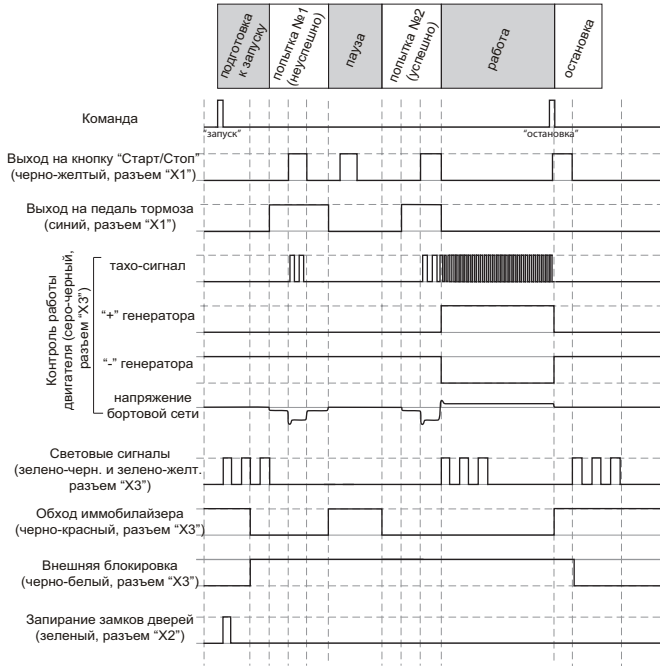 подготовка
к запуску
попытка №1
(неуспешно)
пауза
попытка №2
(успешно)
работа
остановка
Команда
"запуск"
"остановка"
Выход на кнопку “Старт/Стоп”
(черно-желтый, разъем “X1”)
Выход на педаль тормоза
(синий, разъем “X1”)
Контроль работы
двигателя (серо-черный,
разъем “X3”)
тахо-сигнал
“+” генератора
“-” генератора
напряжение
бортовой сети
Световые сигналы
(зелено-черн. и зелено-желт.
разъем “X3”)
Обход иммобилайзера
(черно-красный, разъем “X3”)
Внешняя блокировка
(черно-белый, разъем “X3”)
Запирание замков дверей
(зеленый, разъем “X2”)